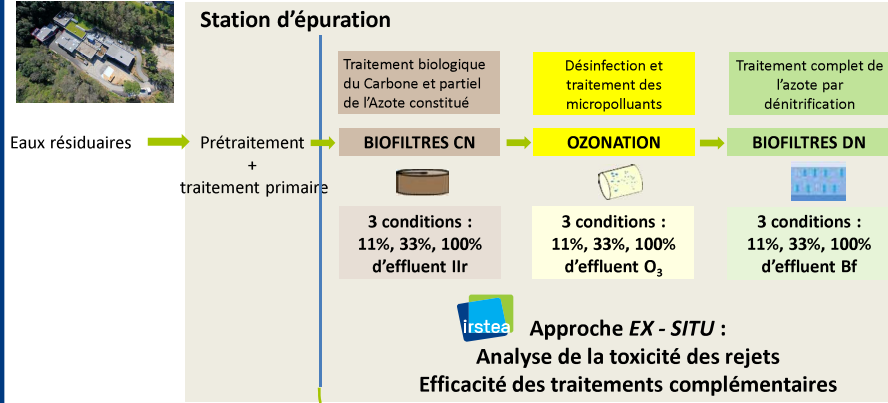 Station d'épuration
Traitement biologique
du Carbone et partiel
de l'Azote constitué
Désinfection et
traitement des
micropolluants
Traitement complet de
l'azote par
dénitrification
Eaux résiduaires
Prétraitement
+
traitement primaire
BIOFILTRES CN
OZONATION
BIOFILTRES DN
3 conditions :
11%, 33%, 100%
d'effluent IIr
3 conditions :
11%, 33%, 100%
d'effluent O₃
3 conditions :
11%, 33%, 100%
d'effluent Bf
irstea
Approche EX - SITU :
Analyse de la toxicité des rejets
Efficacité des traitements complémentaires